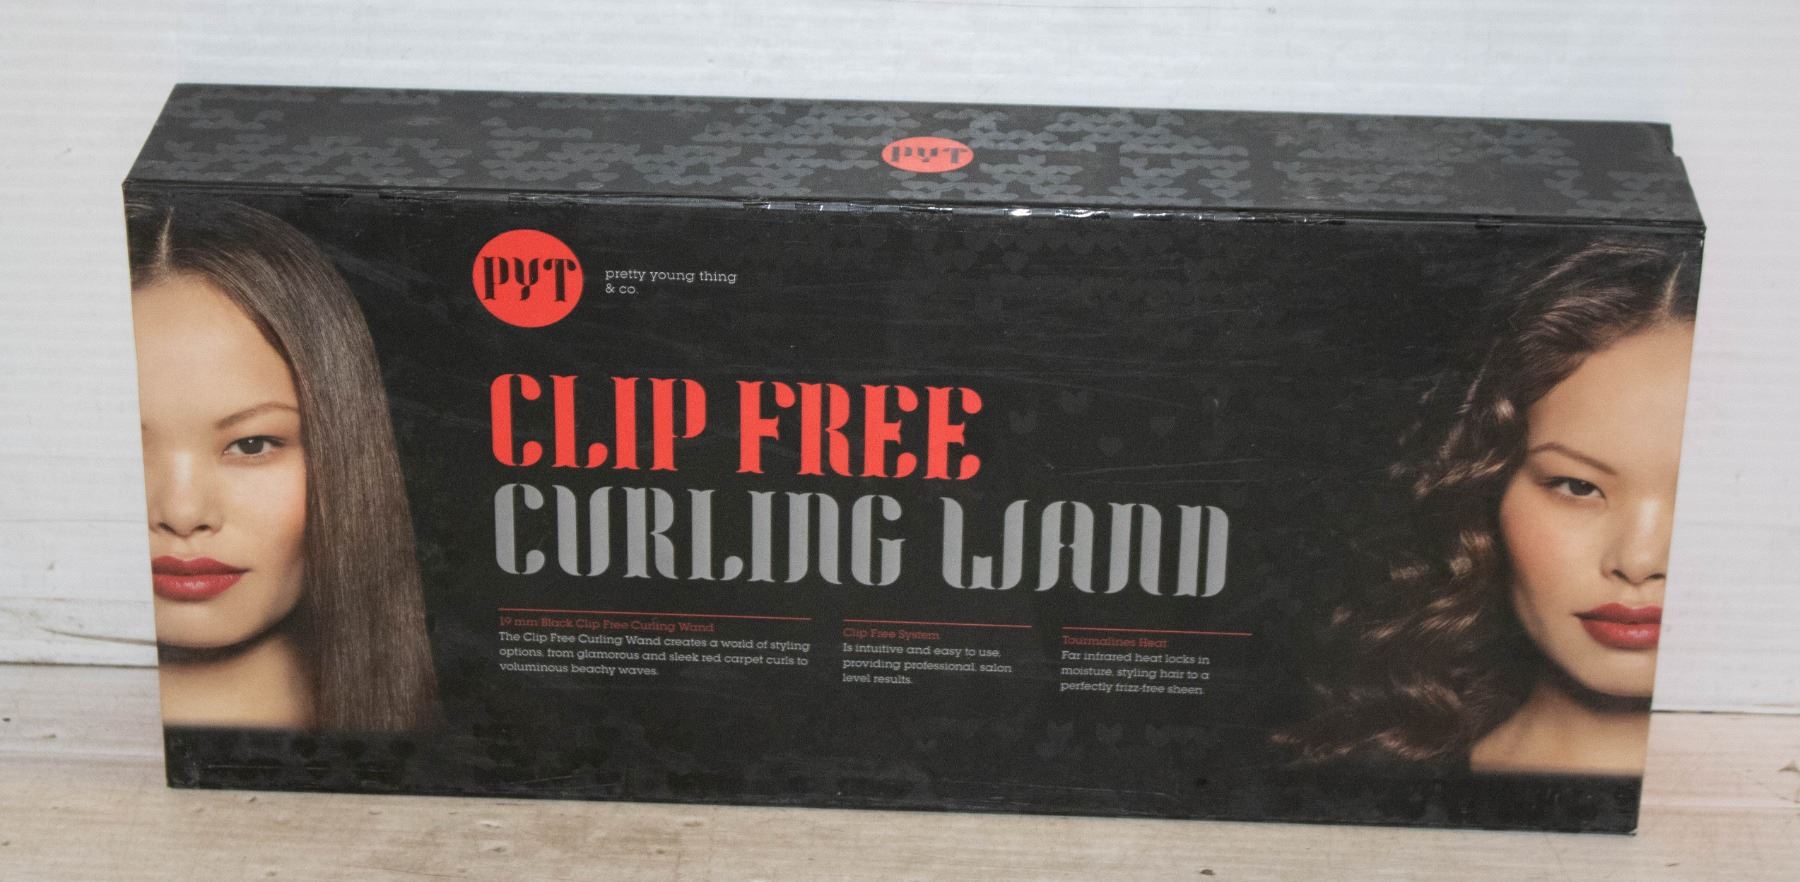 PYT
PYT
pretty young thing
& co.
CLIP FREE
CURLING WAND
19 mm Black Clip Free Curling Wand
The Clip Free Curling Wand creates a world of styling
options, from glamorous and sleek red carpet curls to
voluminous beachy waves.
Clip Free System
Is intuitive and easy to use,
providing professional, salon
level results.
Tourmalines Heat
Far infrared heat locks in
moisture, styling hair to a
perfectly frizz-free sheen.